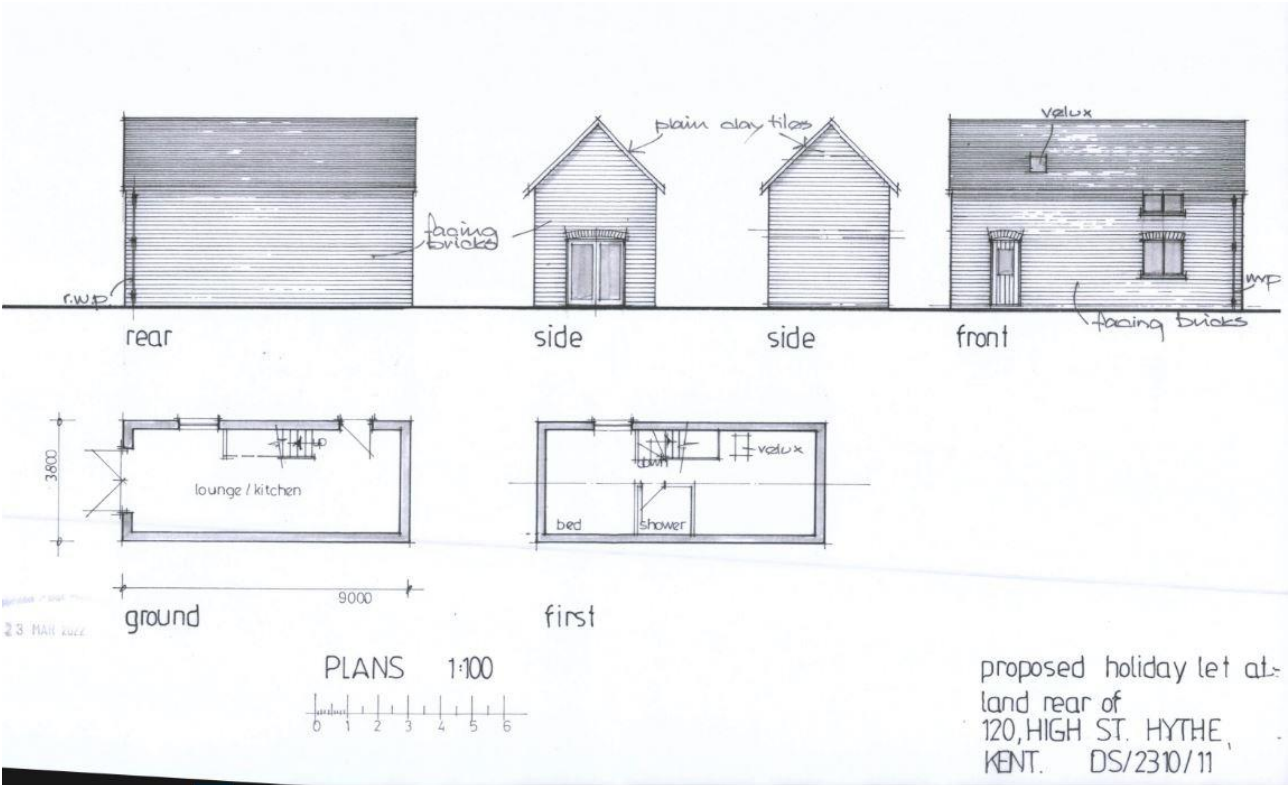 velux
plain clay tiles
facing bricks
r.w.p.
rwp
facing bricks
rear
side
side
front
3800
lounge / kitchen
up
velux
down
bed
shower
9000
ground
first
23 MAR 2022
PLANS 1:100
0 1 2 3 4 5 6
proposed holiday let at:-
land rear of
120, HIGH ST. HYTHE,
KENT. DS/2310/11